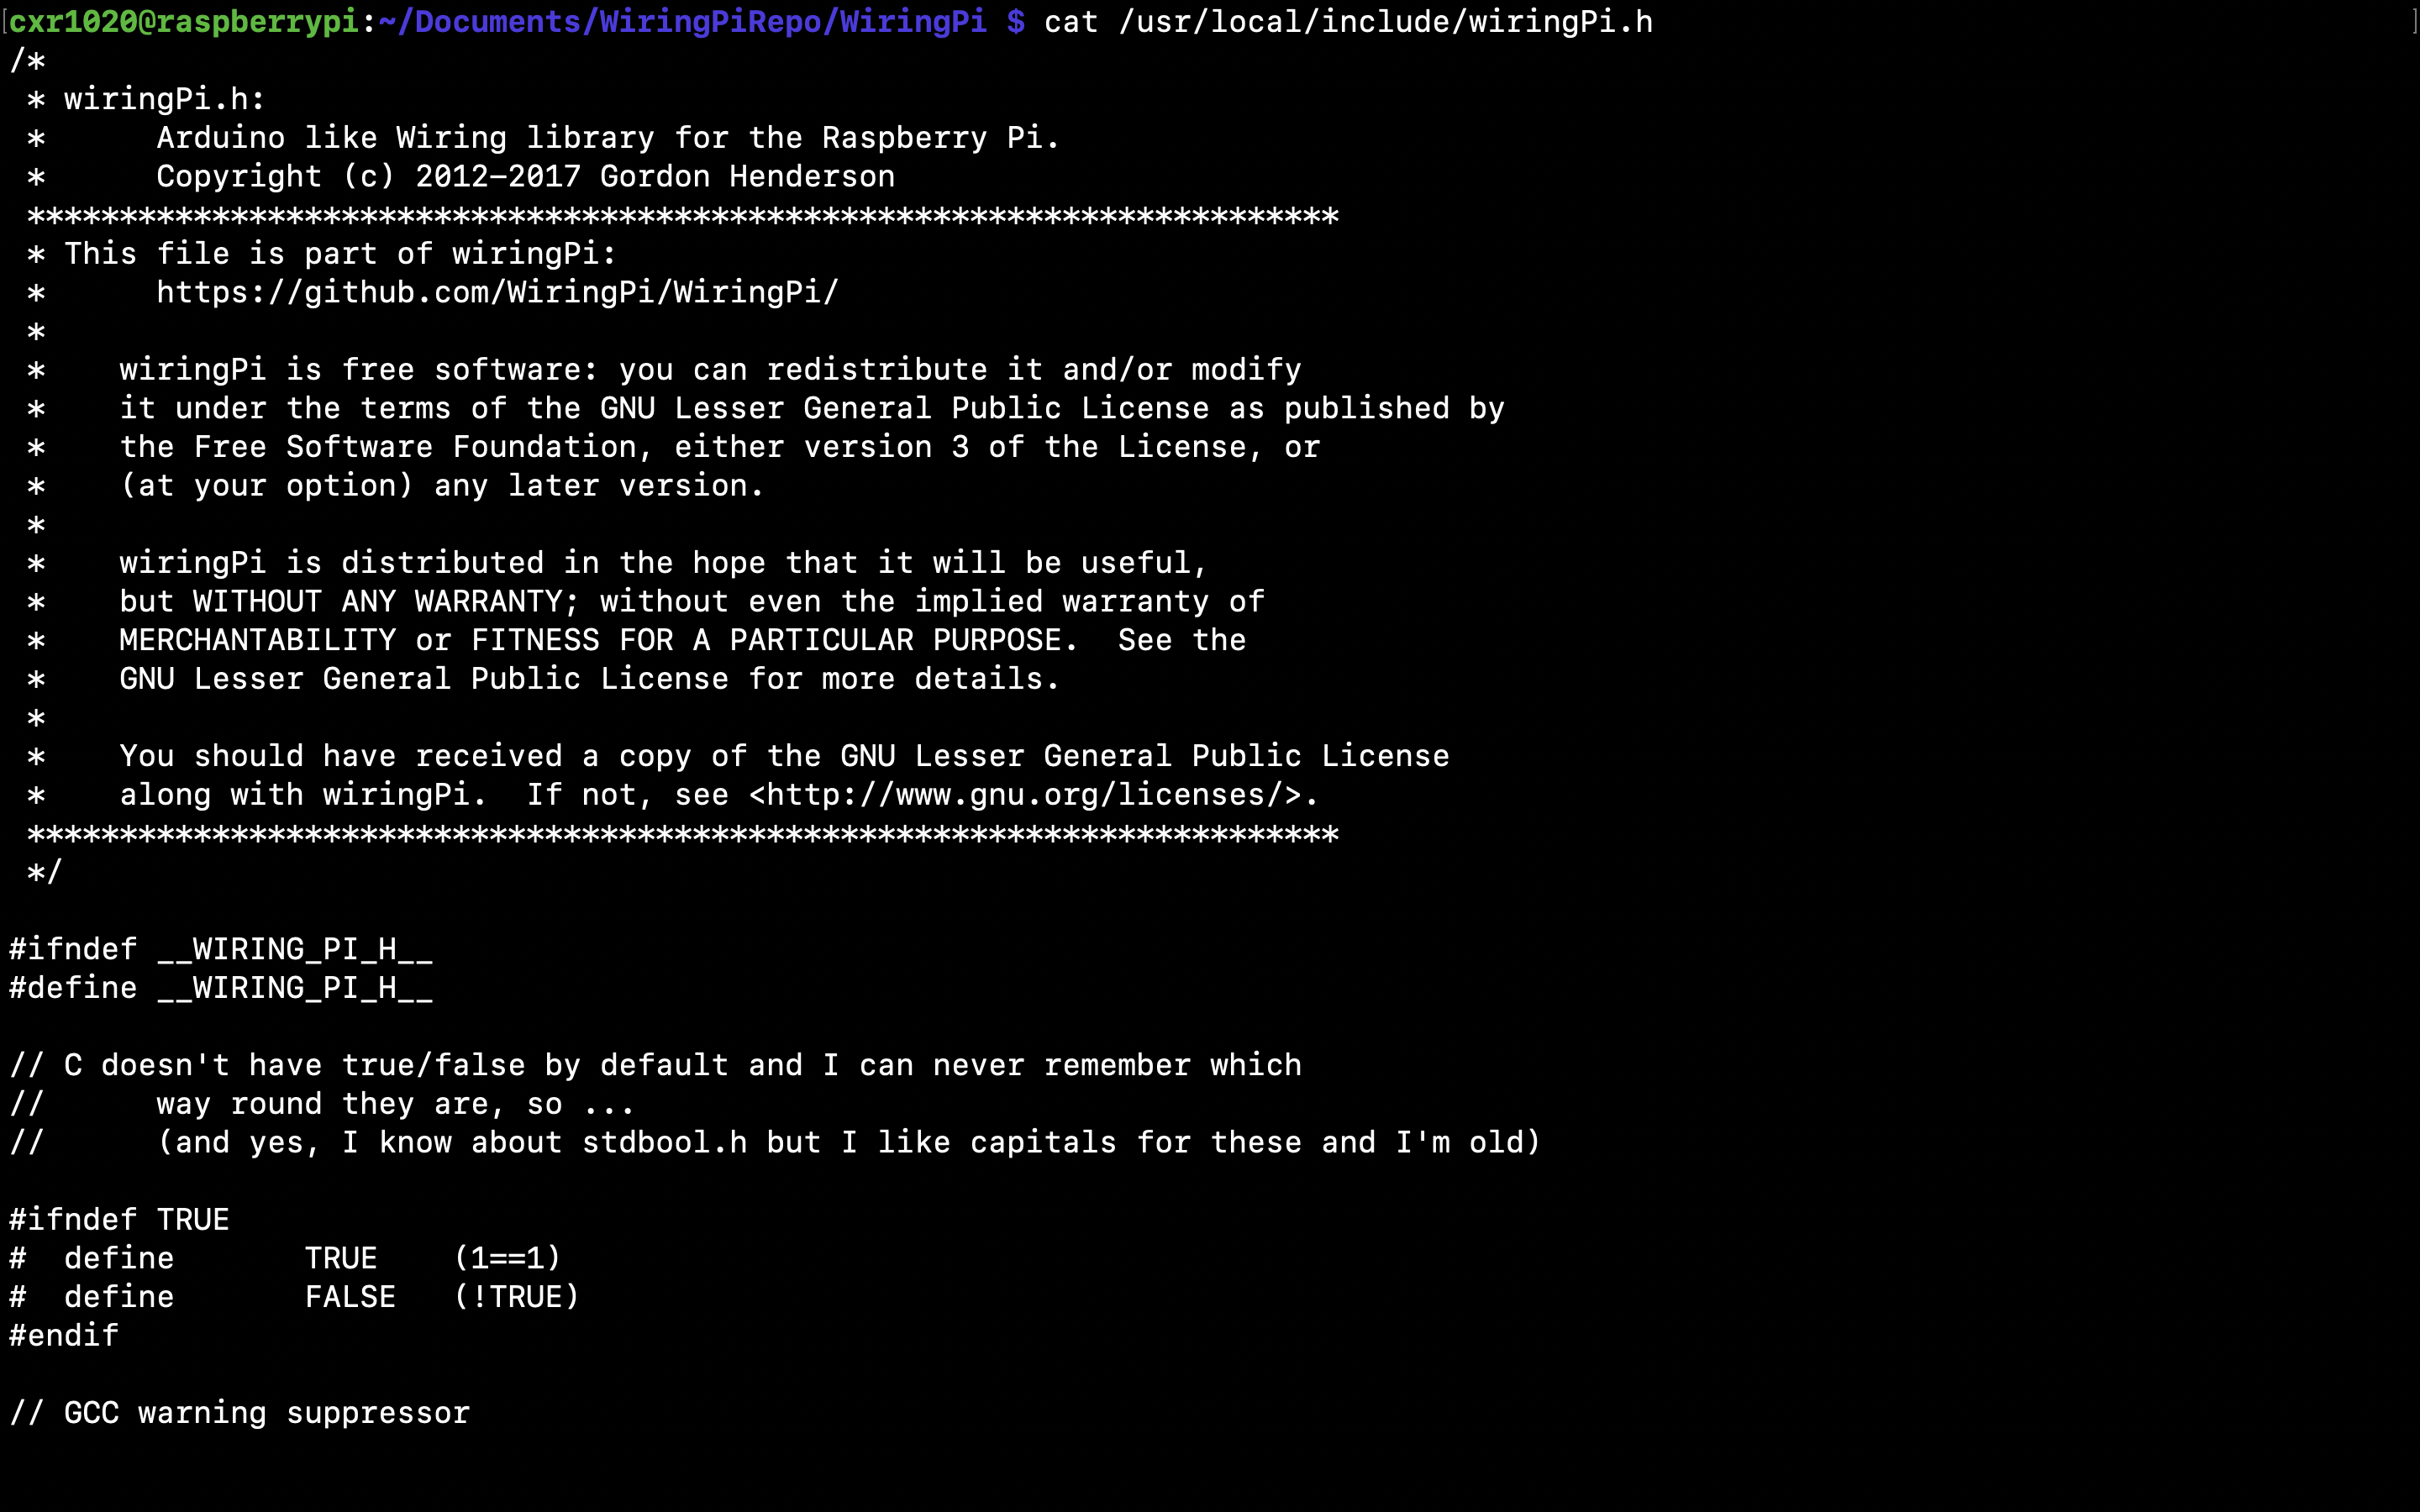 [cxr1020@raspberrypi:~/Documents/WiringPiRepo/WiringPi $ cat /usr/local/include/wiringPi.h ]
/*
 * wiringPi.h:
 *      Arduino like Wiring library for the Raspberry Pi.
 *      Copyright (c) 2012-2017 Gordon Henderson
 ***********************************************************************
 * This file is part of wiringPi:
 *      https://github.com/WiringPi/WiringPi/
 *
 *    wiringPi is free software: you can redistribute it and/or modify
 *    it under the terms of the GNU Lesser General Public License as published by
 *    the Free Software Foundation, either version 3 of the License, or
 *    (at your option) any later version.
 *
 *    wiringPi is distributed in the hope that it will be useful,
 *    but WITHOUT ANY WARRANTY; without even the implied warranty of
 *    MERCHANTABILITY or FITNESS FOR A PARTICULAR PURPOSE.  See the
 *    GNU Lesser General Public License for more details.
 *
 *    You should have received a copy of the GNU Lesser General Public License
 *    along with wiringPi.  If not, see <http://www.gnu.org/licenses/>.
 ***********************************************************************
 */

#ifndef __WIRING_PI_H__
#define __WIRING_PI_H__

// C doesn't have true/false by default and I can never remember which
//      way round they are, so ...
//      (and yes, I know about stdbool.h but I like capitals for these and I'm old)

#ifndef TRUE
#  define       TRUE    (1==1)
#  define       FALSE   (!TRUE)
#endif

// GCC warning suppressor